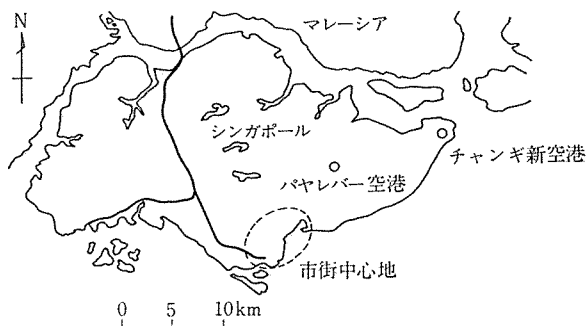 N
マレーシア
シンガポール
チャンギ新空港
パヤレバー空港
市街中心地
0 5 10km